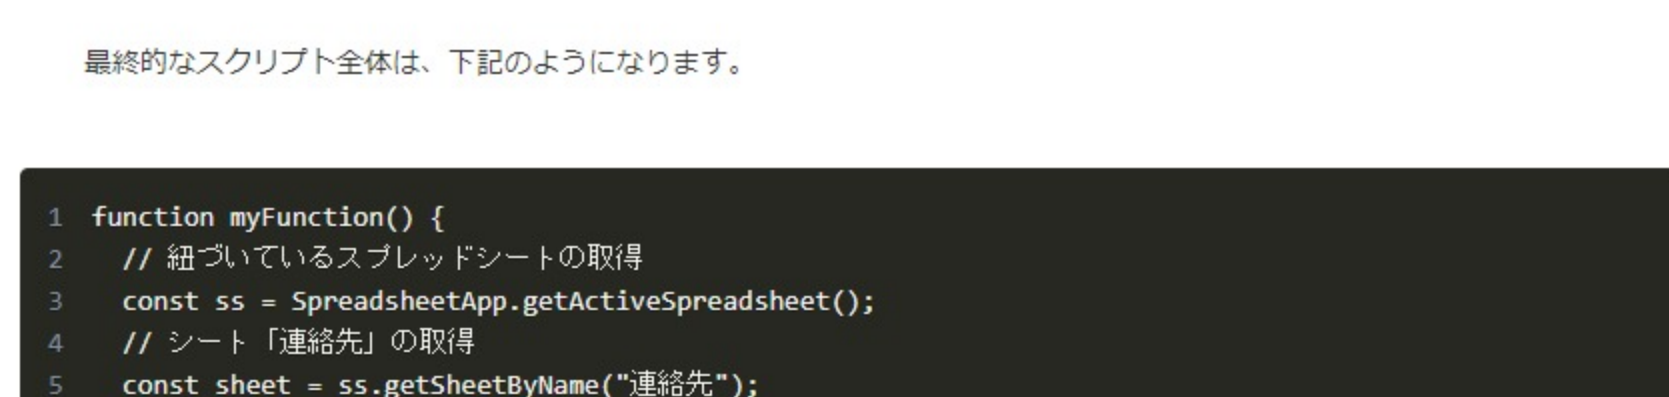 最終的なスクリプト全体は、下記のようになります。
1 function myFunction() {
2 // 紐づいているスプレッドシートの取得
3 const ss = SpreadsheetApp.getActiveSpreadsheet();
4 // シート「連絡先」の取得
5 const sheet = ss.getSheetByName("連絡先");